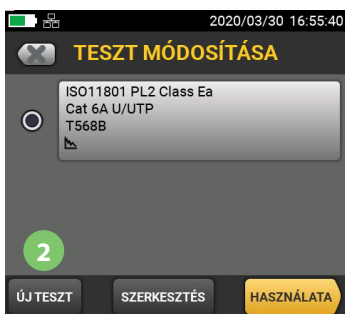 2020/03/30 16:55:40
TESZT MÓDOSÍTÁSA
ISO11801 PL2 Class Ea
Cat 6A U/UTP
T568B
2
ÚJ TESZT SZERKESZTÉS HASZNÁLATA